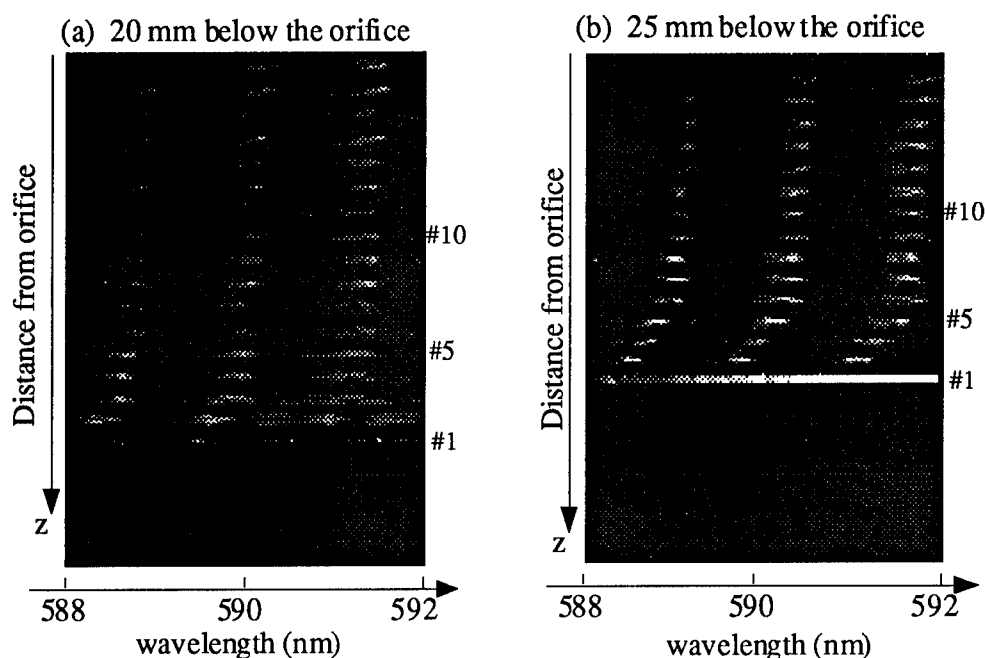 (a) 20 mm below the orifice
Distance from orifice
z
#10
#5
#1
588 590 592
wavelength (nm)
(b) 25 mm below the orifice
Distance from orifice
z
#10
#5
#1
588 590 592
wavelength (nm)